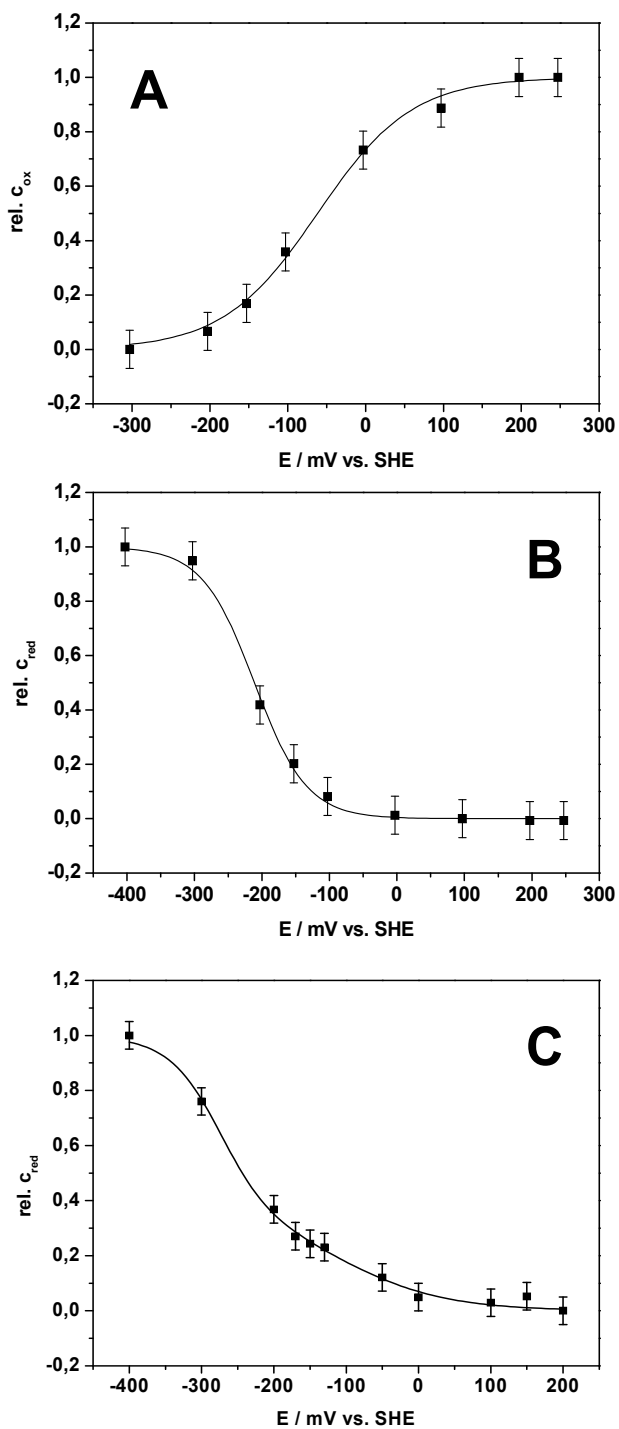 1,2
1,0
A
0,8
0,6
rel. c_ox
0,4
0,2
0,0
-0,2
-300 -200 -100 0 100 200 300
E / mV vs. SHE
1,2
1,0
B
0,8
0,6
rel. c_red
0,4
0,2
0,0
-0,2
-400 -300 -200 -100 0 100 200 300
E / mV vs. SHE
1,2
1,0
C
0,8
0,6
rel. c_red
0,4
0,2
0,0
-0,2
-400 -300 -200 -100 0 100 200
E / mV vs. SHE